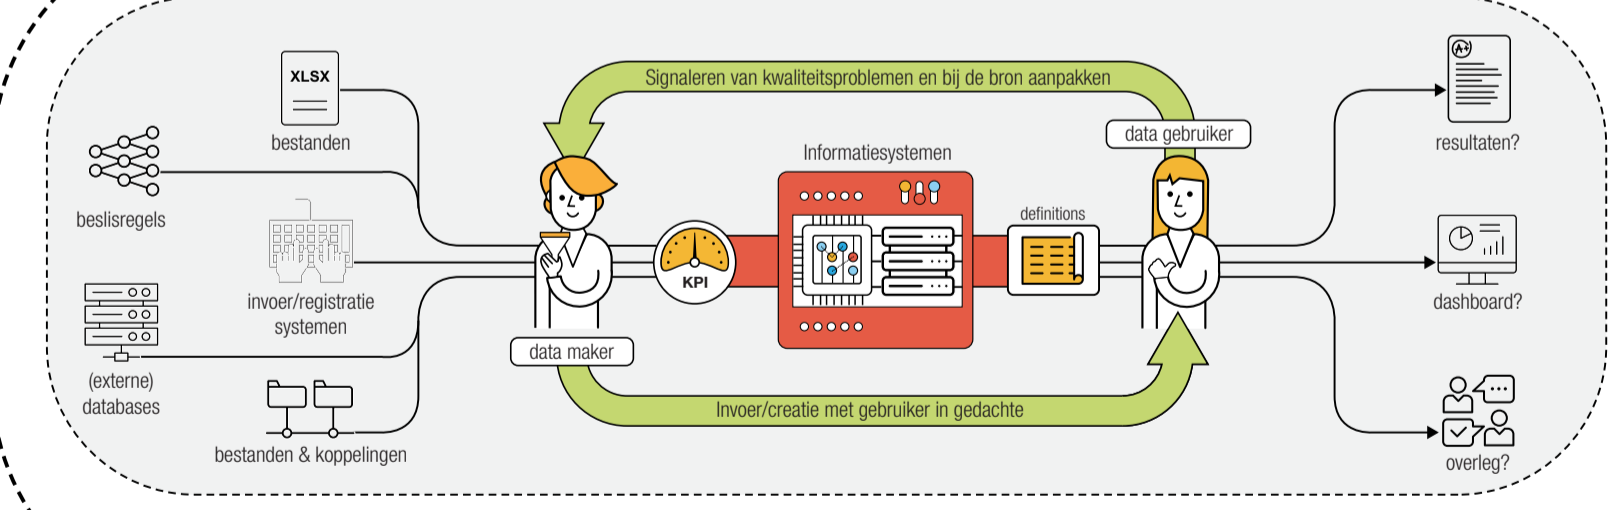 XLSX
bestanden
beslisregels
invoer/registratie
systemen
(externe)
databases
bestanden & koppelingen
Signaleren van kwaliteitsproblemen en bij de bron aanpakken
data maker
KPI
Informatiesystemen
definitions
data gebruiker
Invoer/creatie met gebruiker in gedachte
A+
resultaten?
dashboard?
overleg?